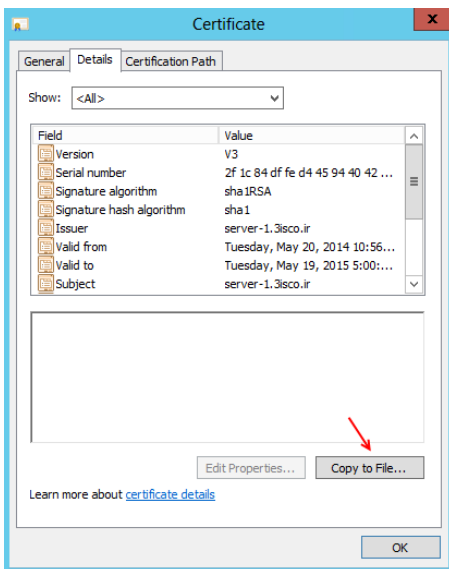 Certificate
x
General Details Certification Path
Show: <All>
Field Value
Version V3
Serial number 2f 1c 84 df fe d4 45 94 40 42 ...
Signature algorithm sha1RSA
Signature hash algorithm sha1
Issuer server-1.3isco.ir
Valid from Tuesday, May 20, 2014 10:56...
Valid to Tuesday, May 19, 2015 5:00:...
Subject server-1.3isco.ir
Edit Properties... Copy to File...
Learn more about certificate details
OK